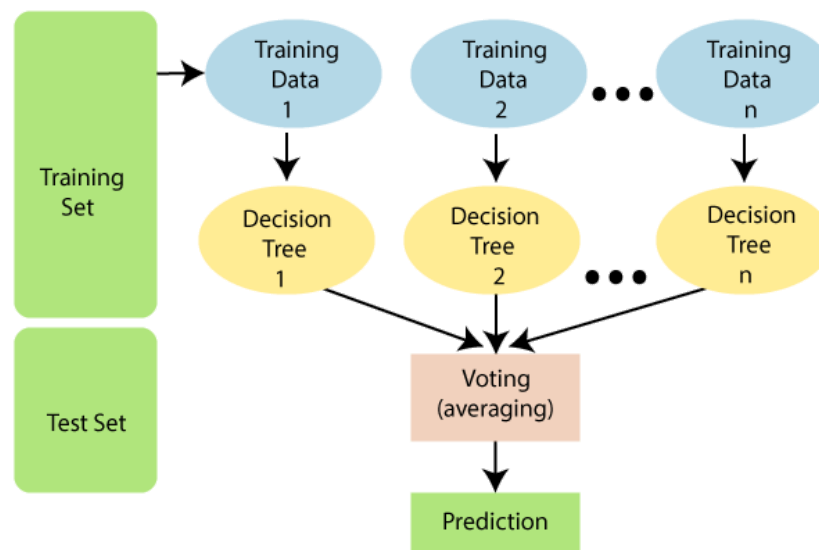 Training
Set
Test Set
Training
Data
1
Training
Data
2
Training
Data
n
Decision
Tree
1
Decision
Tree
2
Decision
Tree
n
Voting
(averaging)
Prediction